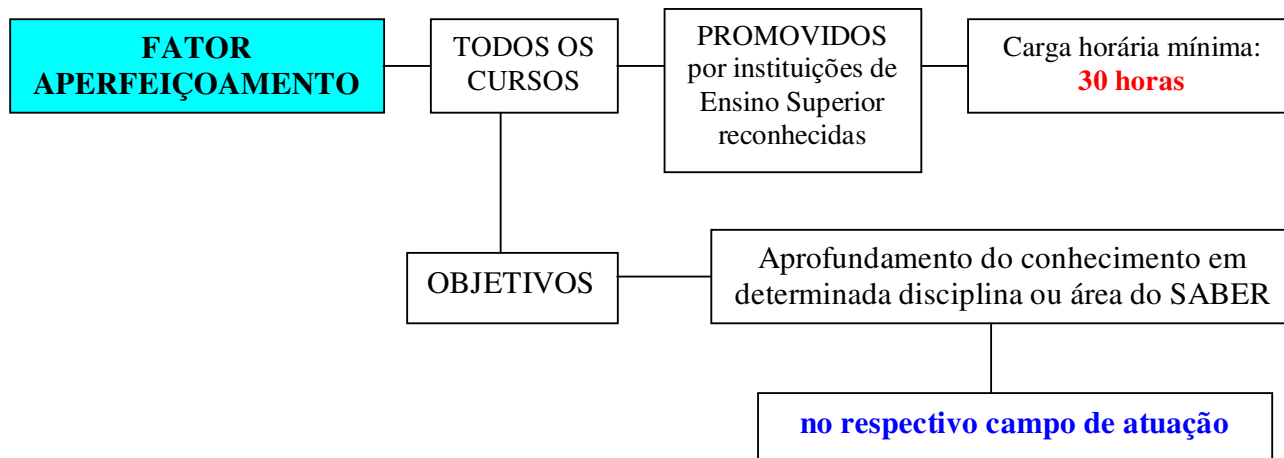 FATOR
APERFEIÇOAMENTO
TODOS OS
CURSOS
PROMOVIDOS
por instituições de
Ensino Superior
reconhecidas
Carga horária mínima:
30 horas
OBJETIVOS
Aprofundamento do conhecimento em
determinada disciplina ou área do SABER
no respectivo campo de atuação